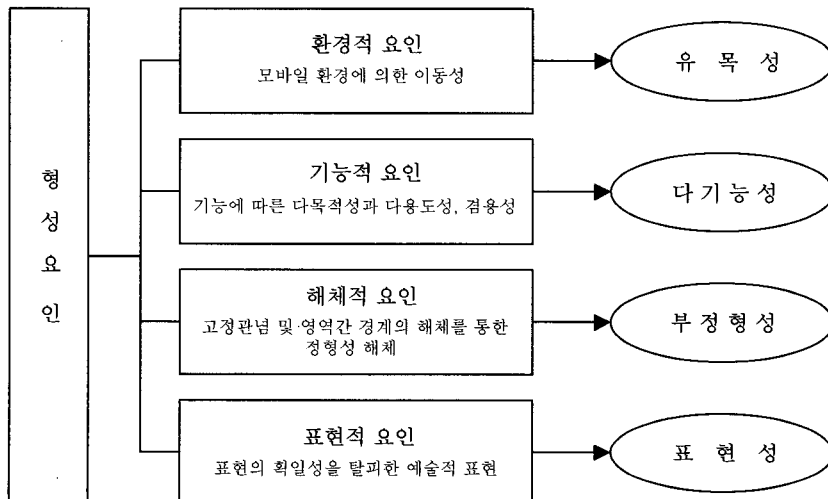 형성요인
환경적 요인
모바일 환경에 의한 이동성
유목성
기능적 요인
기능에 따른 다목적성과 다용도성, 겸용성
다기능성
해체적 요인
고정관념 및 영역간 경계의 해체를 통한
정형성 해체
부정형성
표현적 요인
표현의 획일성을 탈피한 예술적 표현
표현성